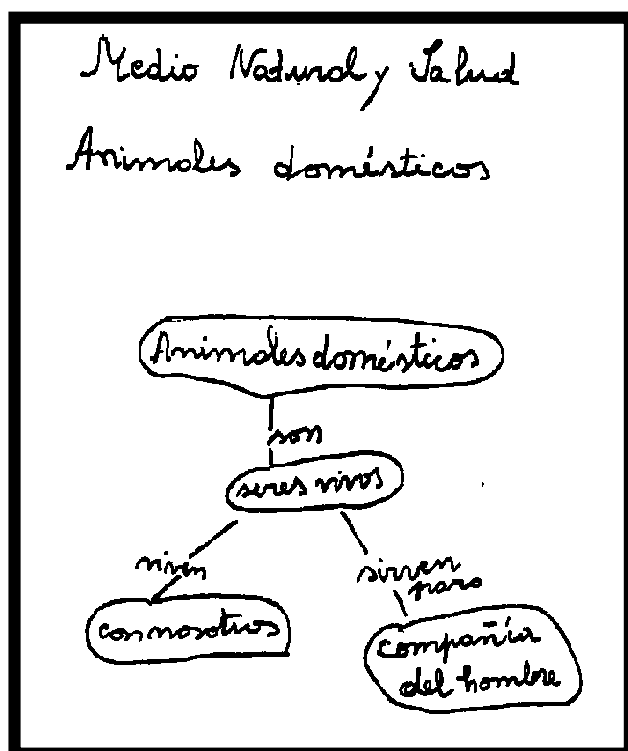 Medio Natural y Salud
Animales domésticos
Animales domésticos
son
seres vivos
viven
sirven
para
con nosotros
compañía
del hombre